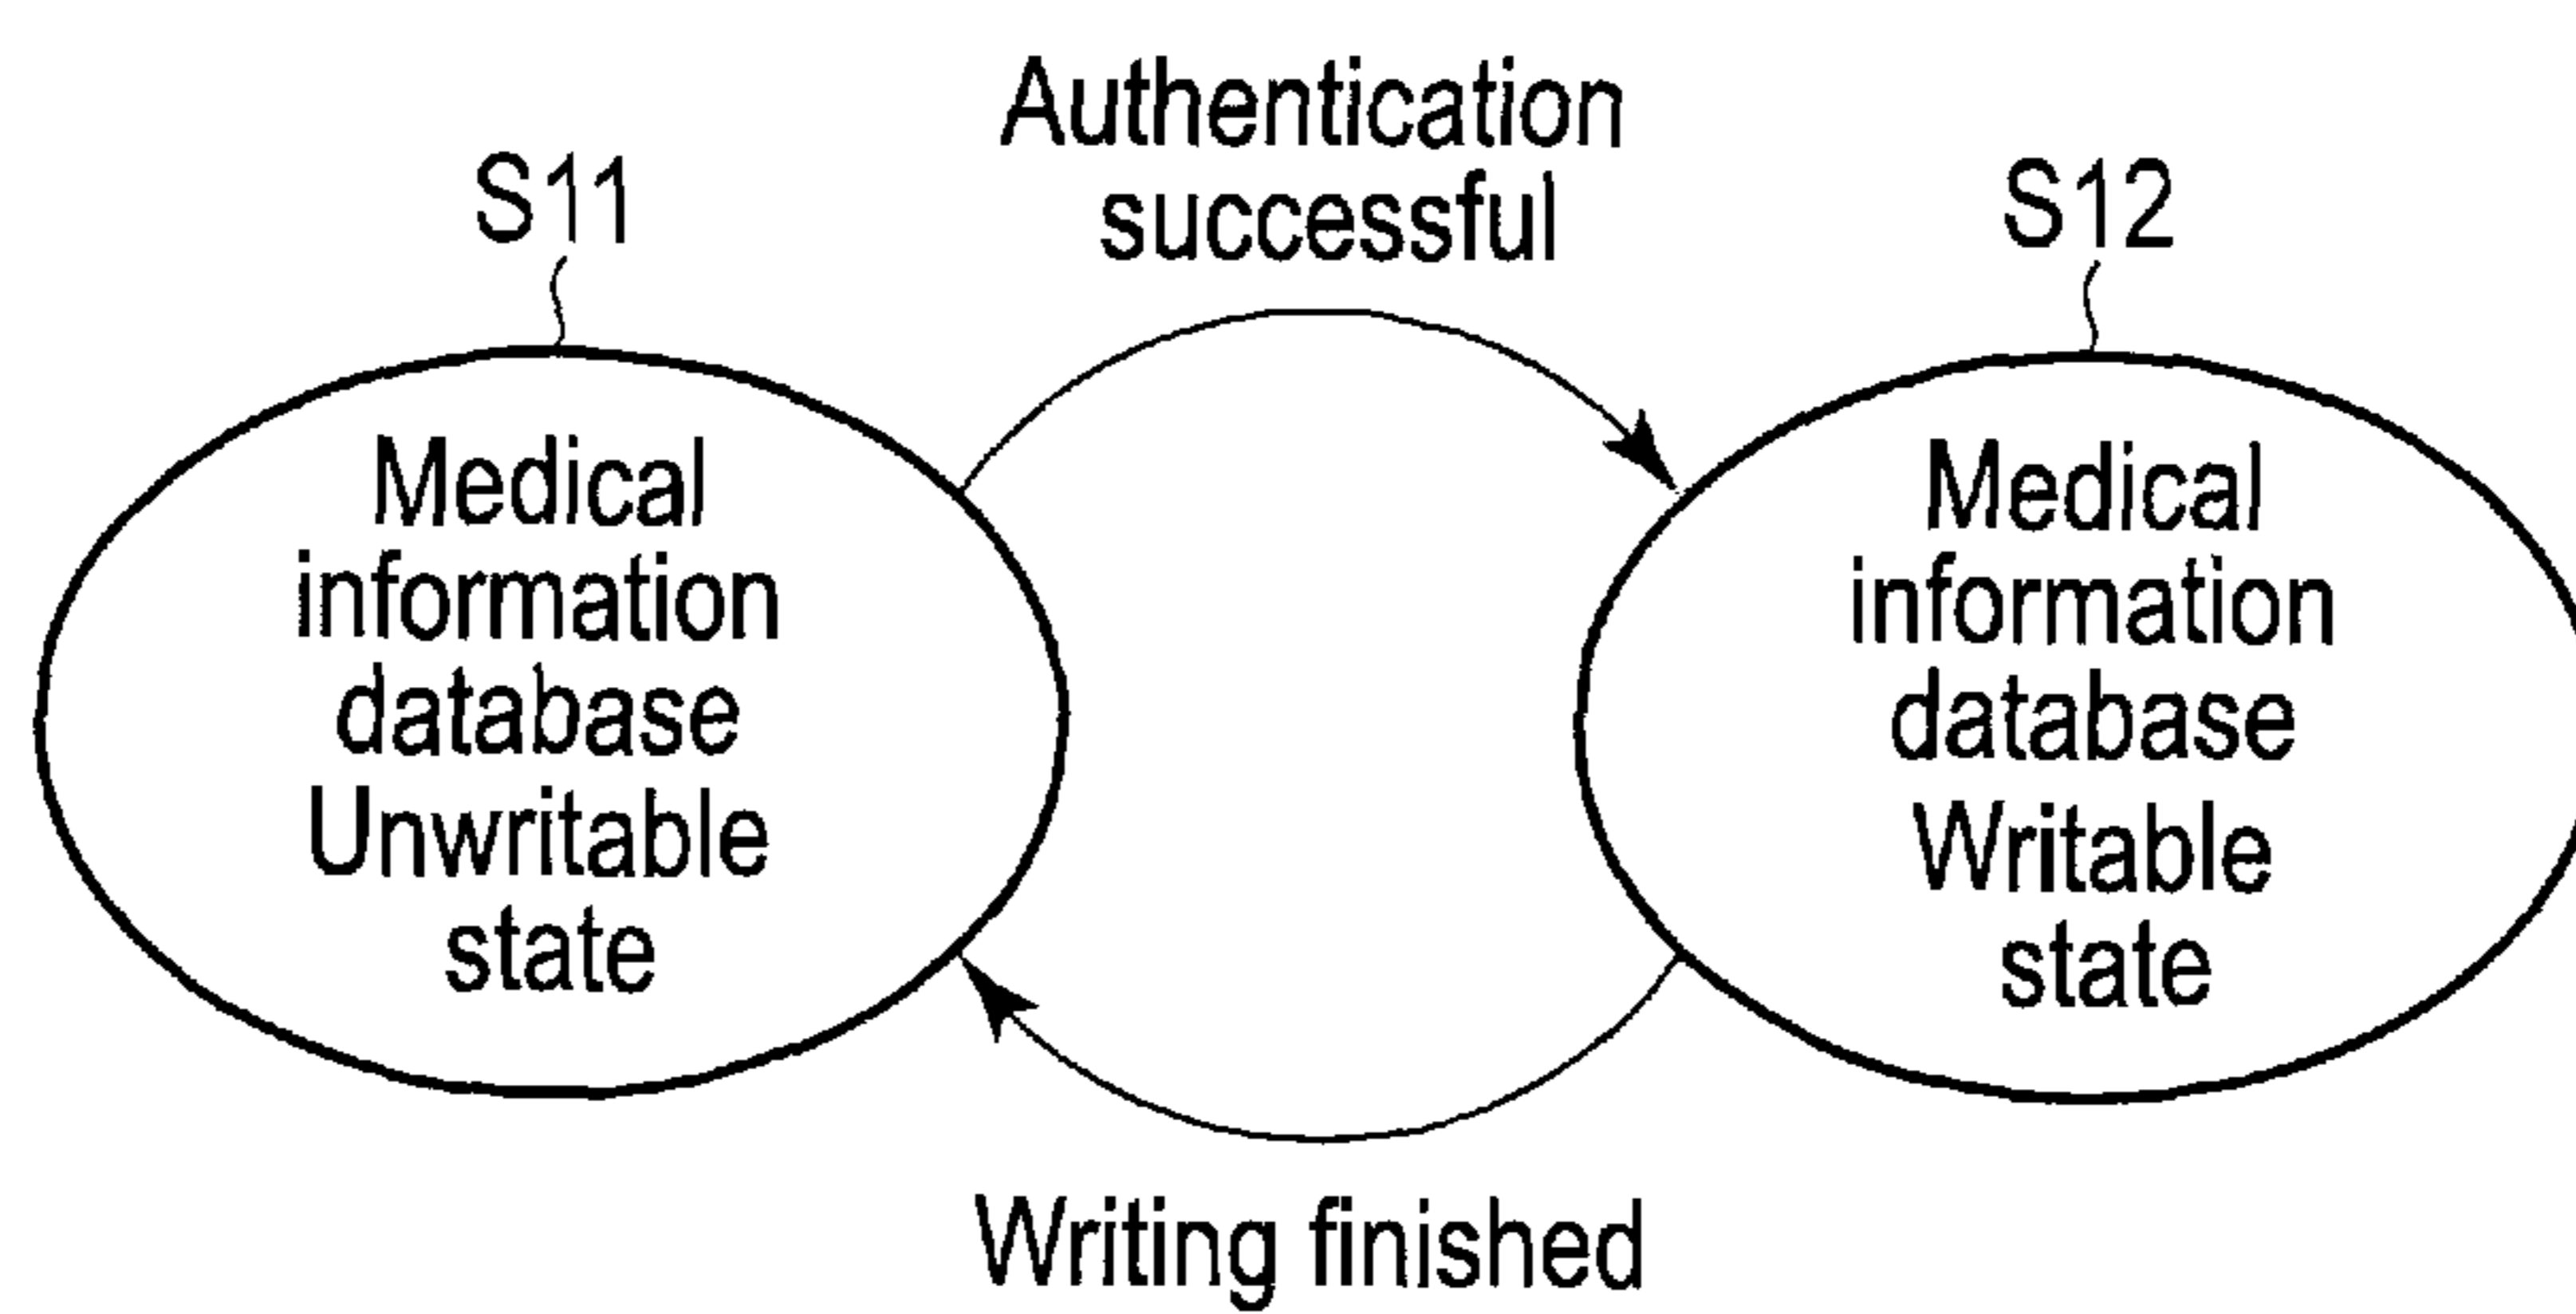 Authentication
successful
S11
S12
Medical
information
database
Unwritable
state
Medical
information
database
Writable
state
Writing finished